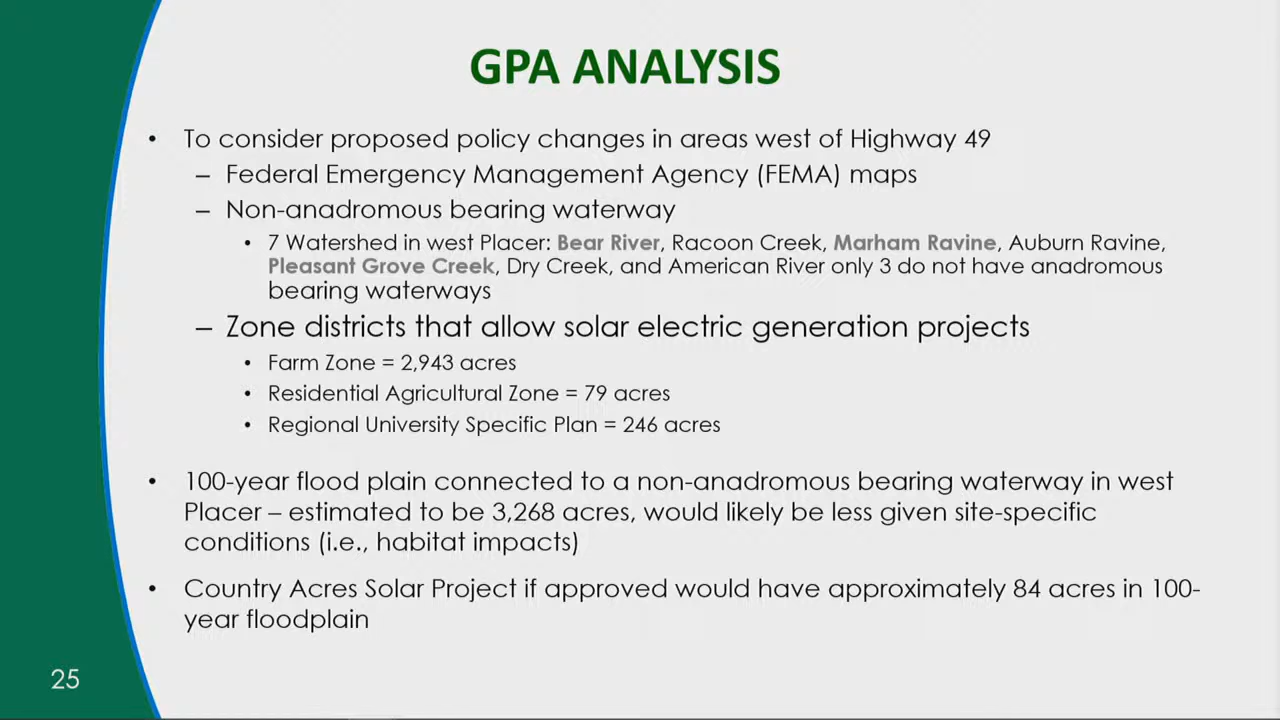 GPA ANALYSIS
• To consider proposed policy changes in areas west of Highway 49
– Federal Emergency Management Agency (FEMA) maps
– Non-anadromous bearing waterway
• 7 Watershed in west Placer: Bear River, Racoon Creek, Marham Ravine, Auburn Ravine,
Pleasant Grove Creek, Dry Creek, and American River only 3 do not have anadromous
bearing waterways
– Zone districts that allow solar electric generation projects
• Farm Zone = 2,943 acres
• Residential Agricultural Zone = 79 acres
• Regional University Specific Plan = 246 acres
• 100-year flood plain connected to a non-anadromous bearing waterway in west
Placer – estimated to be 3,268 acres, would likely be less given site-specific
conditions (i.e., habitat impacts)
• Country Acres Solar Project if approved would have approximately 84 acres in 100-
year floodplain
25